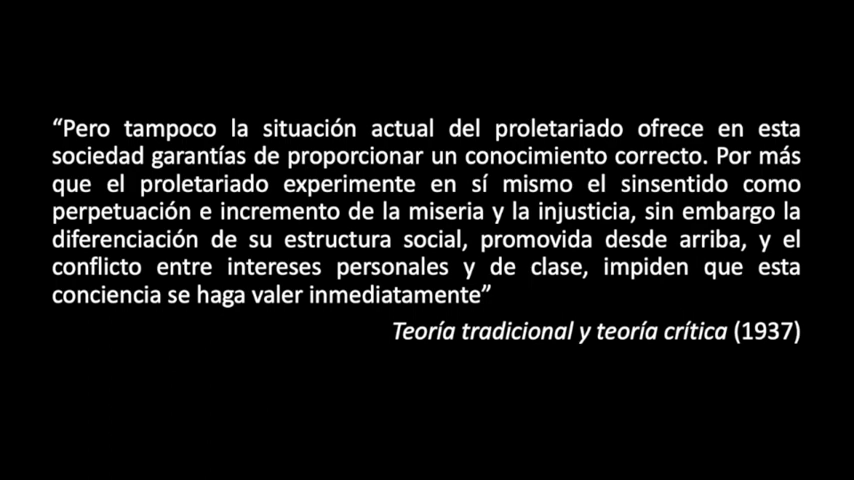 “Pero tampoco la situación actual del proletariado ofrece en esta
sociedad garantías de proporcionar un conocimiento correcto. Por más
que el proletariado experimente en sí mismo el sinsentido como
perpetuación e incremento de la miseria y la injusticia, sin embargo la
diferenciación de su estructura social, promovida desde arriba, y el
conflicto entre intereses personales y de clase, impiden que esta
conciencia se haga valer inmediatamente”
Teoría tradicional y teoría crítica (1937)